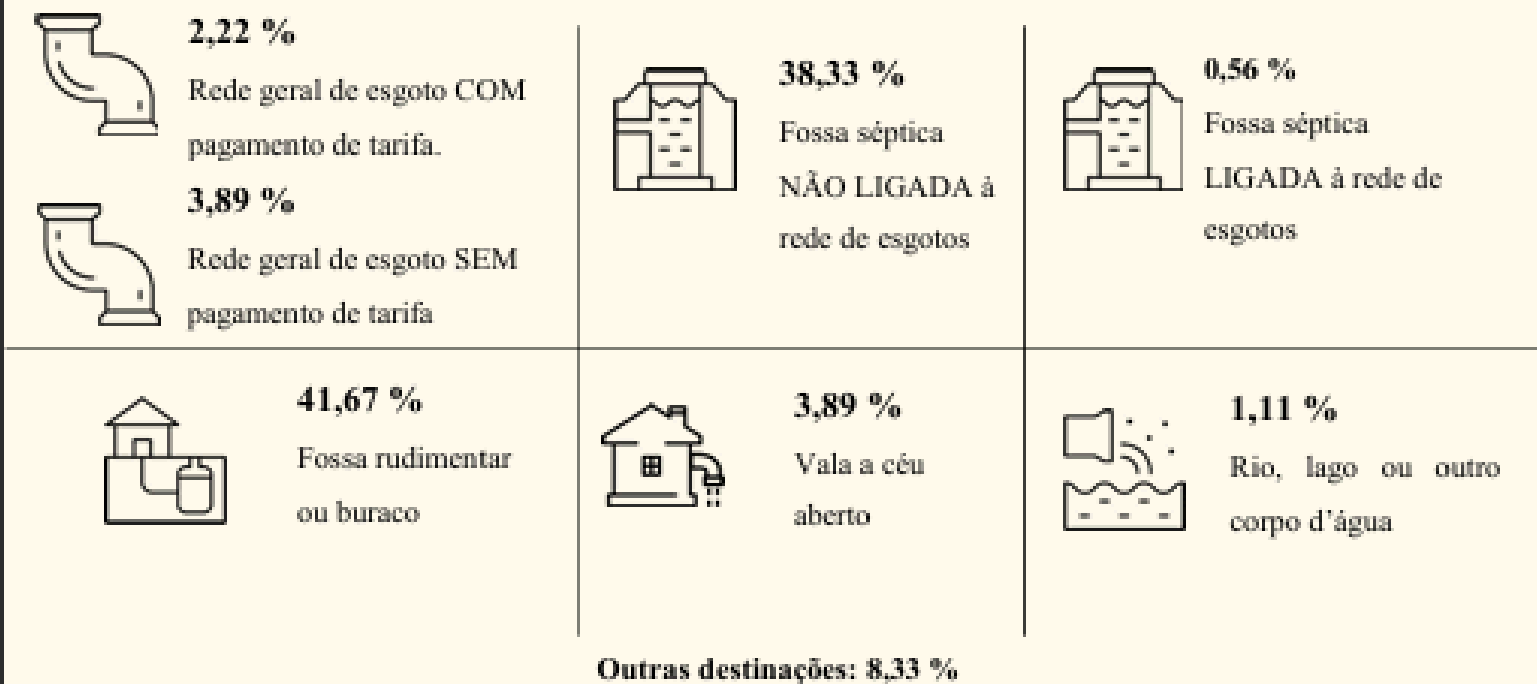 2,22 %
Rede geral de esgoto COM
pagamento de tarifa.
3,89 %
Rede geral de esgoto SEM
pagamento de tarifa
38,33 %
Fossa séptica
NÃO LIGADA à
rede de esgotos
0,56 %
Fossa séptica
LIGADA à rede de
esgotos
41,67 %
Fossa rudimentar
ou buraco
3,89 %
Vala a céu
aberto
1,11 %
Rio, lago ou outro
corpo d’água
Outras destinações: 8,33 %